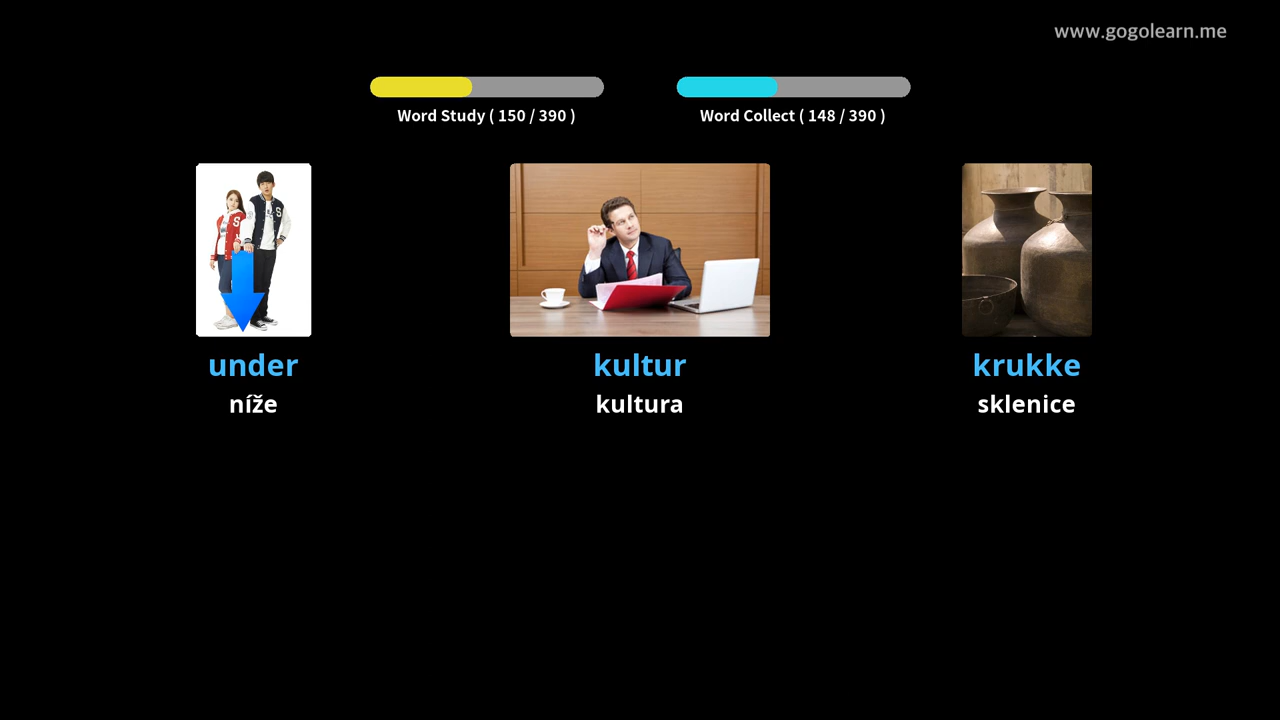 www.gogolearn.me
Word Study ( 150 / 390 )
Word Collect ( 148 / 390 )
under
kultur
krukke
níže
kultura
sklenice